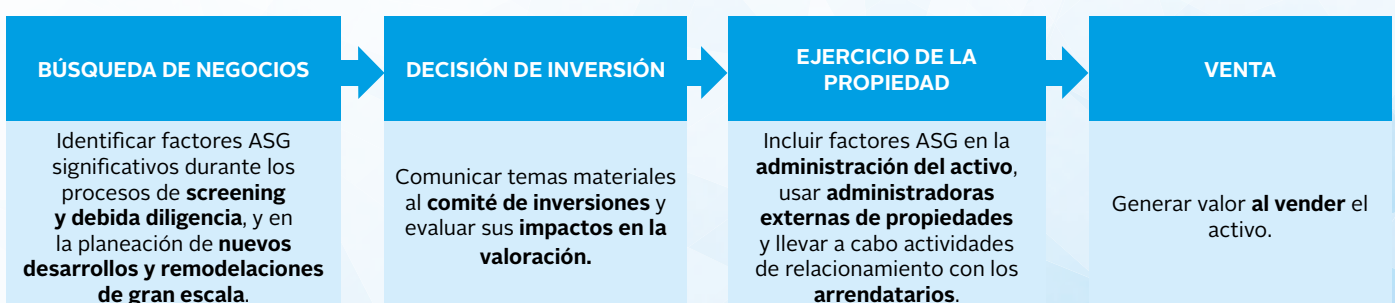 BÚSQUEDA DE NEGOCIOS
Identificar factores ASG
significativos durante los
procesos de screening
y debida diligencia, y en
la planeación de nuevos
desarrollos y remodelaciones
de gran escala.
DECISIÓN DE INVERSIÓN
Comunicar temas materiales
al comité de inversiones y
evaluar sus impactos en la
valoración.
EJERCICIO DE LA
PROPIEDAD
Incluir factores ASG en la
administración del activo,
usar administradoras
externas de propiedades
y llevar a cabo actividades
de relacionamiento con los
arrendatarios.
VENTA
Generar valor al vender el
activo.